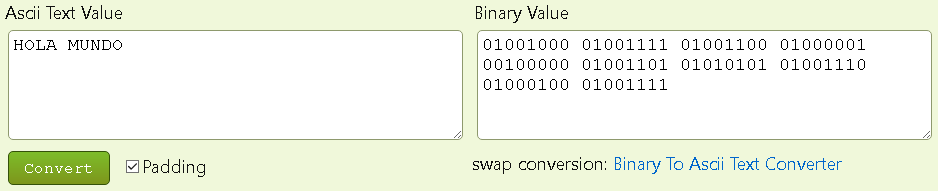 Ascii Text Value
HOLA MUNDO
Convert
Padding
Binary Value
01001000 01001111 01001100 01000001
00100000 01001101 01010101 01001110
01000100 01001111
swap conversion: Binary To Ascii Text Converter